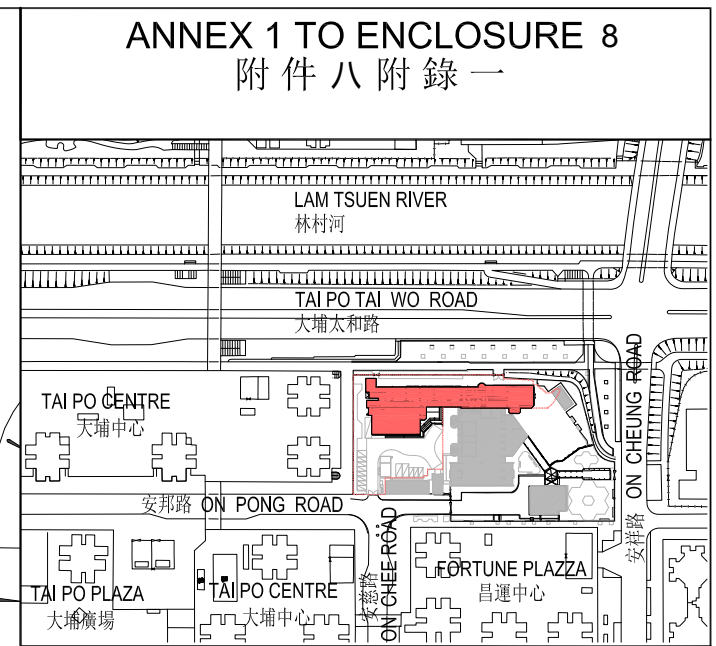 ANNEX 1 TO ENCLOSURE 8
附件八附錄一
LAM TSUEN RIVER
林村河
TAI PO TAI WO ROAD
大埔太和路
TAI PO CENTRE
大埔中心
ON CHEUNG ROAD
安祥路
安邦路 ON PONG ROAD
ON CHEE ROAD
安慈路
TAI PO PLAZA
大埔廣場
TAI PO CENTRE
大埔中心
FORTUNE PLAZZA
昌運中心